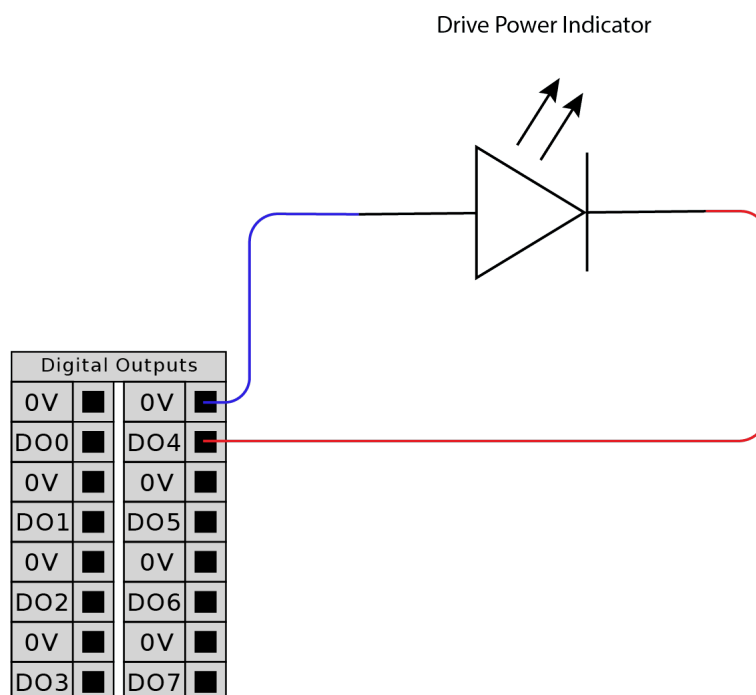 Drive Power Indicator
Digital Outputs
0V 0V
DO0 DO4
0V 0V
DO1 DO5
0V 0V
DO2 DO6
0V 0V
DO3 DO7